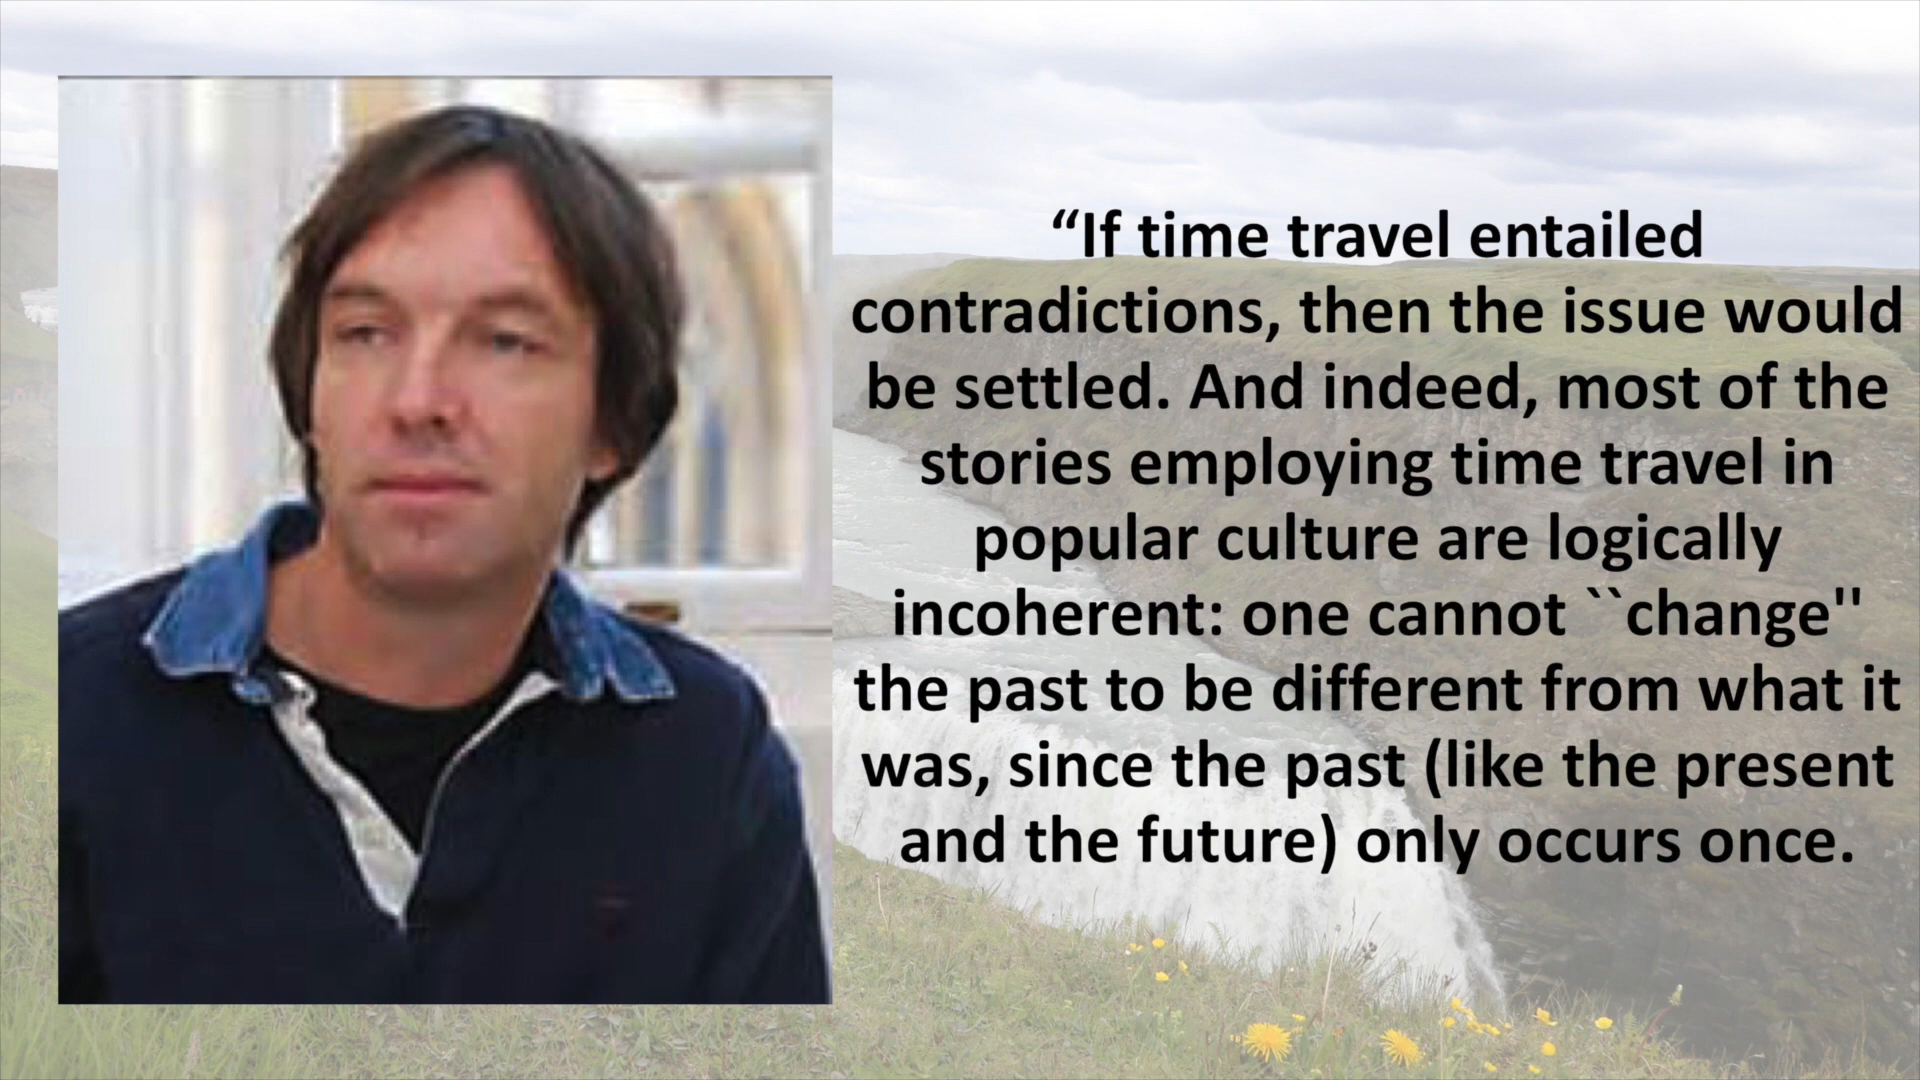 “If time travel entailed
contradictions, then the issue would
be settled. And indeed, most of the
stories employing time travel in
popular culture are logically
incoherent: one cannot ``change''
the past to be different from what it
was, since the past (like the present
and the future) only occurs once.